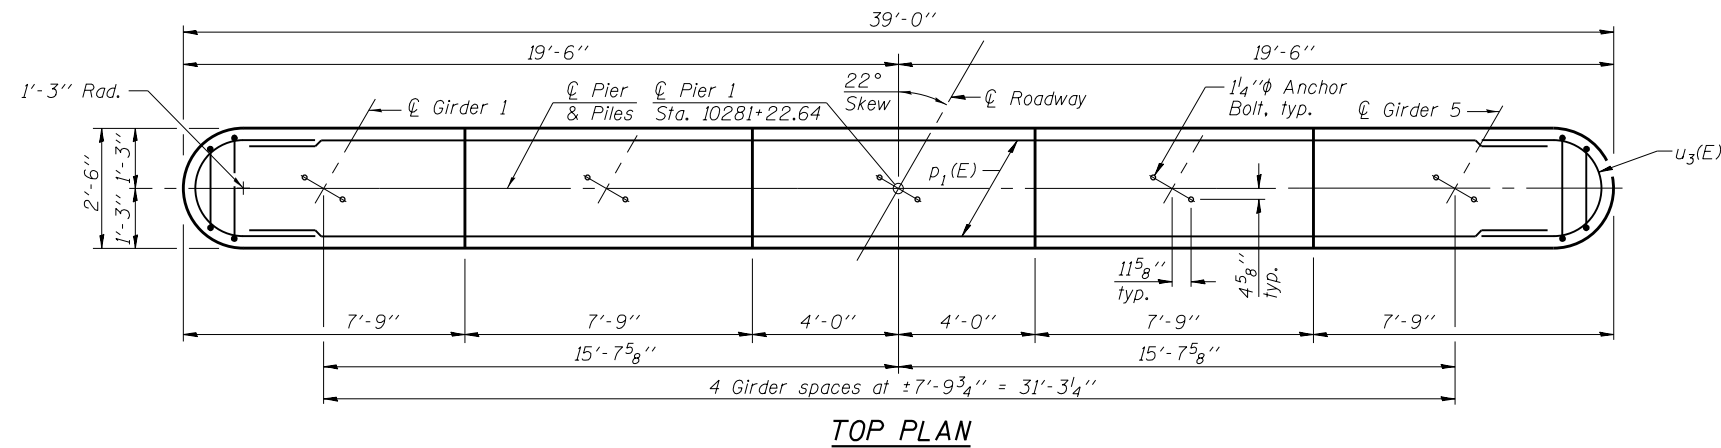 39'-0"
19'-6"
19'-6"
1'-3" Rad.
℄ Girder 1
℄ Pier
& Piles
℄ Pier 1
Sta. 10281+22.64
22°
Skew
℄ Roadway
1¼"ϕ Anchor
Bolt, typ.
℄ Girder 5
u₃(E)
2'-6"
1'-3"
1'-3"
p₁(E)
11⅝"
typ.
4⅝"
typ.
7'-9"
7'-9"
4'-0"
4'-0"
7'-9"
7'-9"
15'-7⅝"
15'-7⅝"
4 Girder spaces at ±7'-9¾" = 31'-3¼"
TOP PLAN